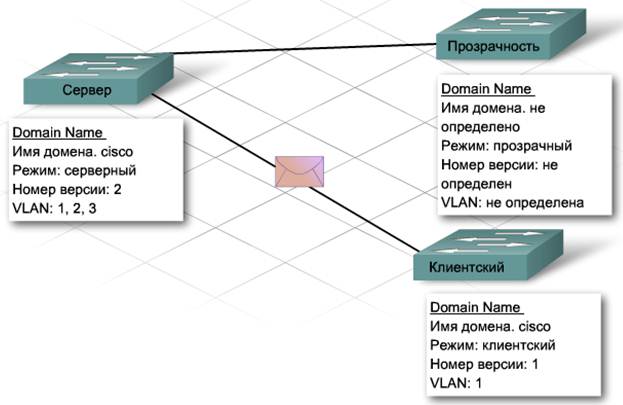 Прозрачность
Сервер
Domain Name
Имя домена. cisco
Режим: серверный
Номер версии: 2
VLAN: 1, 2, 3
Domain Name
Имя домена. не
определено
Режим: прозрачный
Номер версии: не
определен
VLAN: не определена
Клиентский
Domain Name
Имя домена. cisco
Режим: клиентский
Номер версии: 1
VLAN: 1